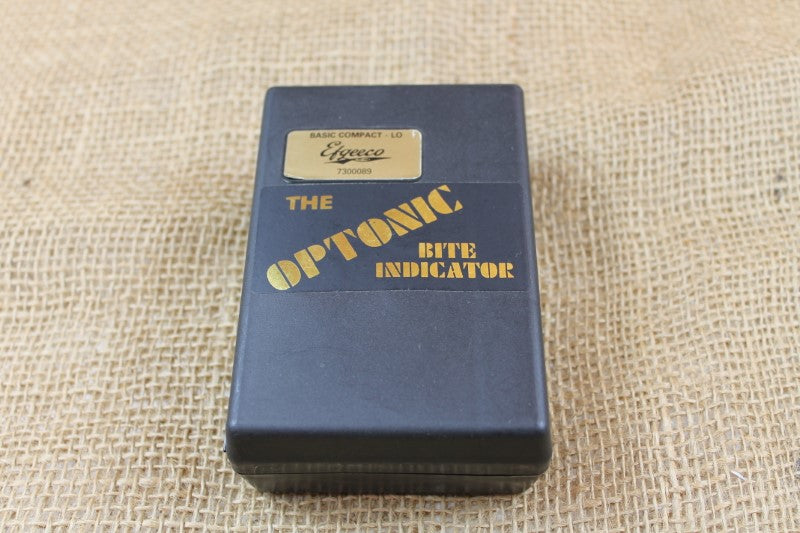 BASIC COMPACT - LO
Efgeeco
7300089
THE
OPTONIC
BITE
INDICATOR